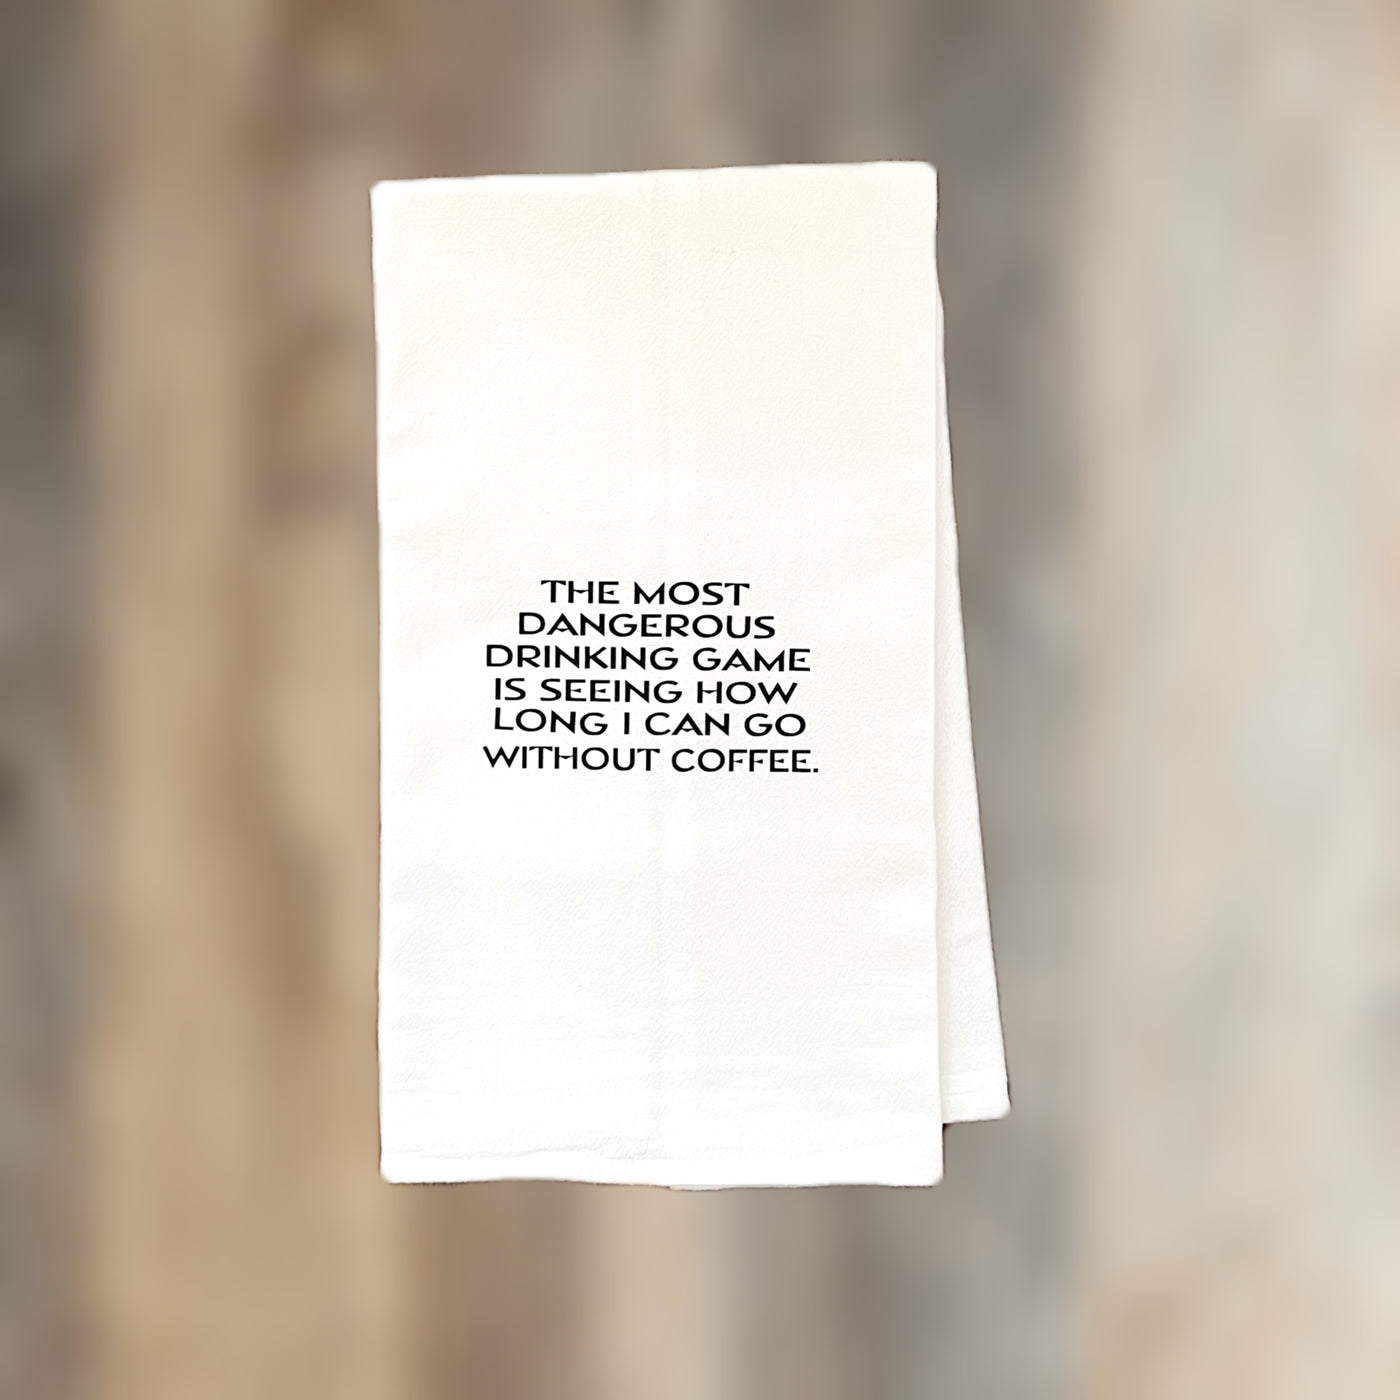 THE MOST
DANGEROUS
DRINKING GAME
IS SEEING HOW
LONG I CAN GO
WITHOUT COFFEE.